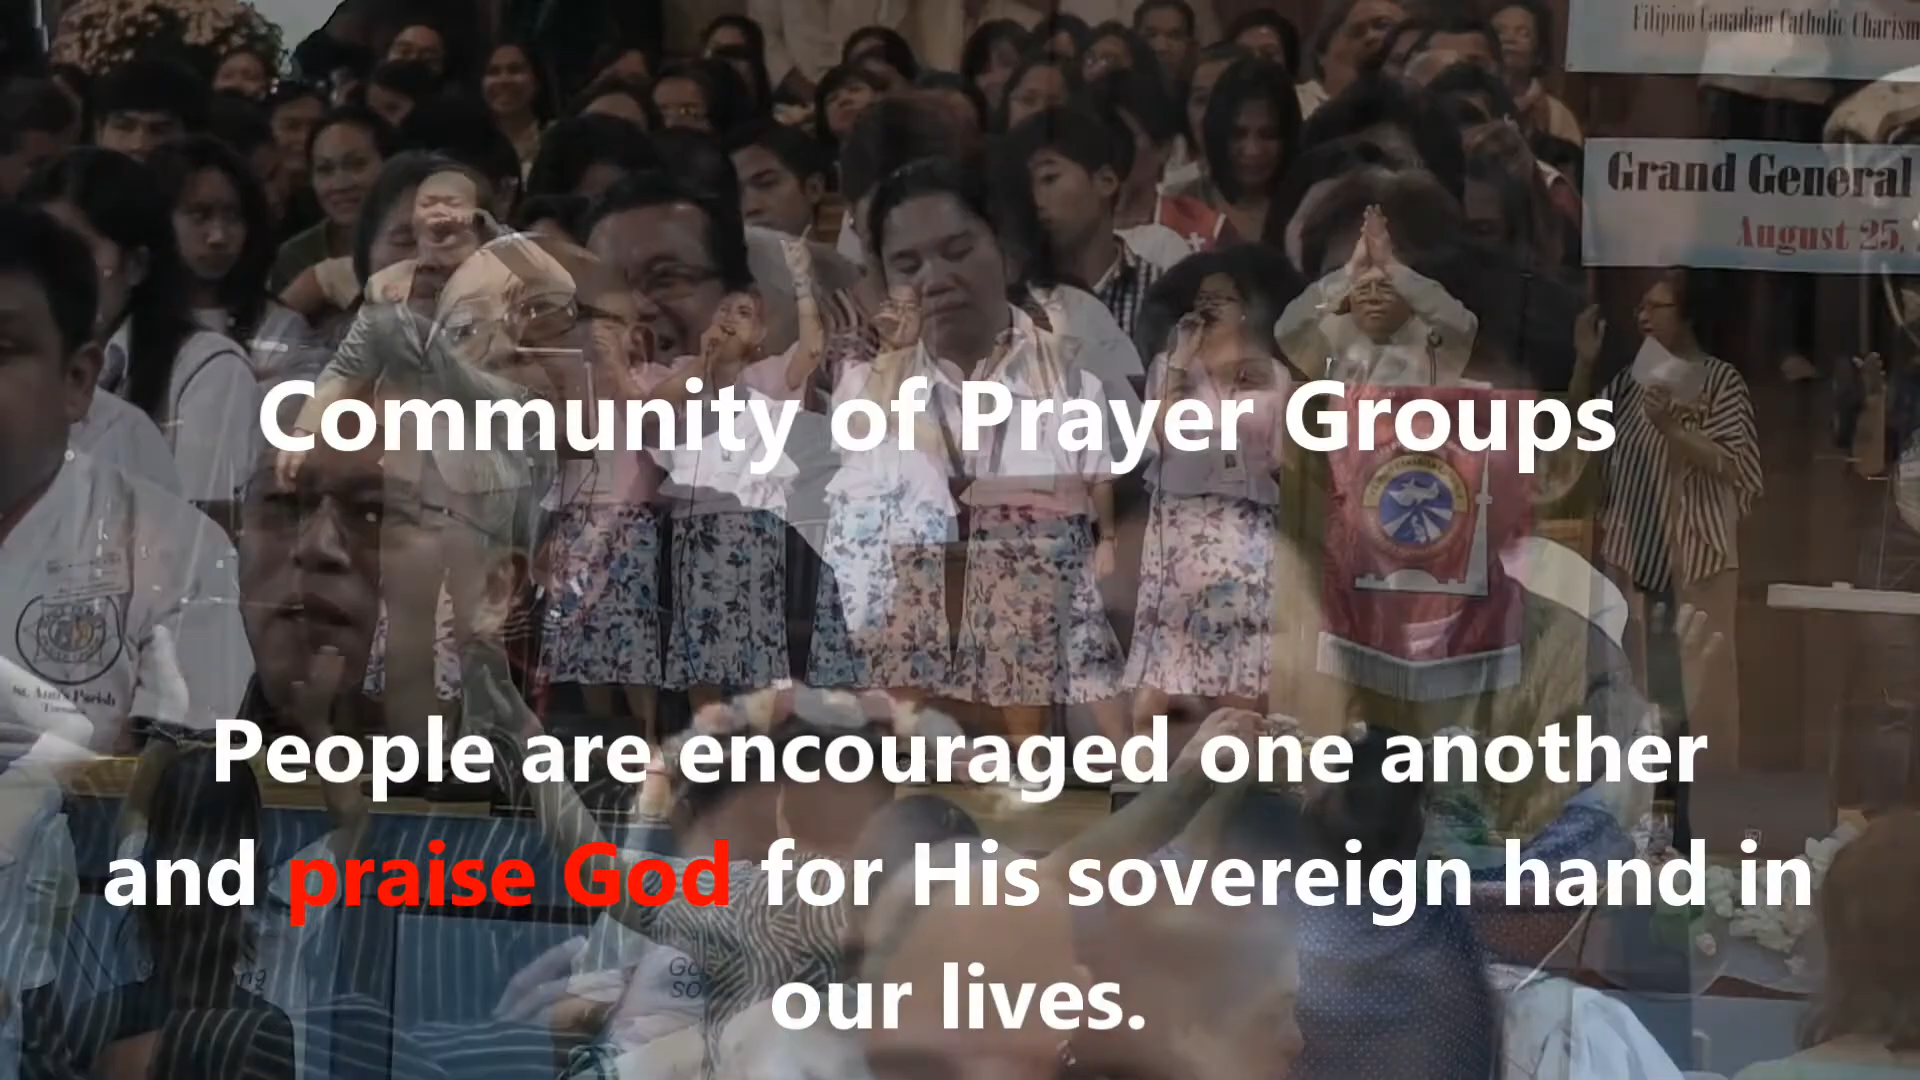 Filipino Canadian Catholic Charism
Grand General
August 25,
Community of Prayer Groups
St. Ann's Parish
People are encouraged one another
and praise God for His sovereign hand in
our lives.